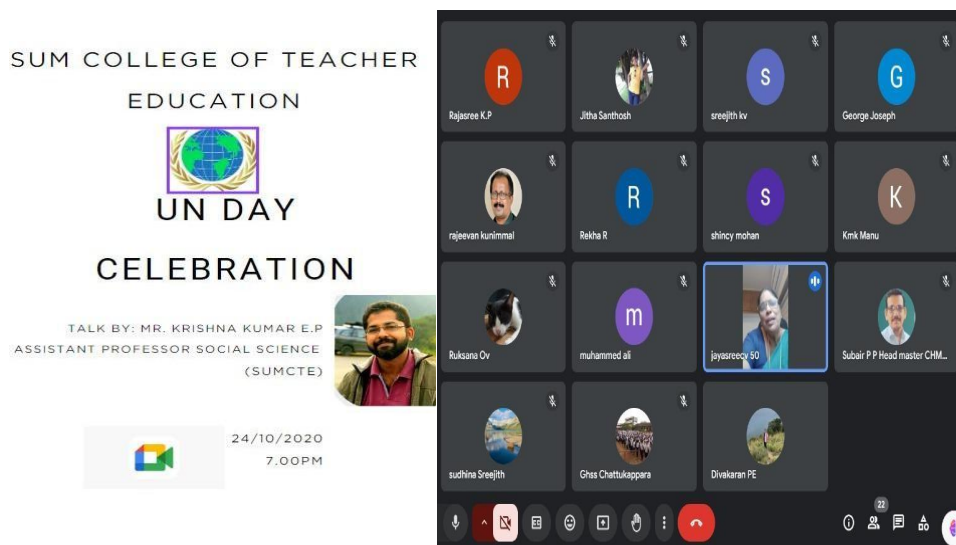 SUM COLLEGE OF TEACHER
EDUCATION
UN DAY
CELEBRATION
TALK BY: MR. KRISHNA KUMAR E.P
ASSISTANT PROFESSOR SOCIAL SCIENCE
(SUMCTE)
24/10/2020
7.00PM
R
Rajasree K.P
Jitha Santhosh
s
sreejith kv
G
George Joseph
rajeevan kunimmal
R
Rekha R
s
shincy mohan
K
Kmk Manu
Ruksana Ov
m
muhammed ali
jayasreecv 50
Subair P P Head master CHM...
sudhina Sreejith
Ghss Chattukappara
Divakaran PE
22